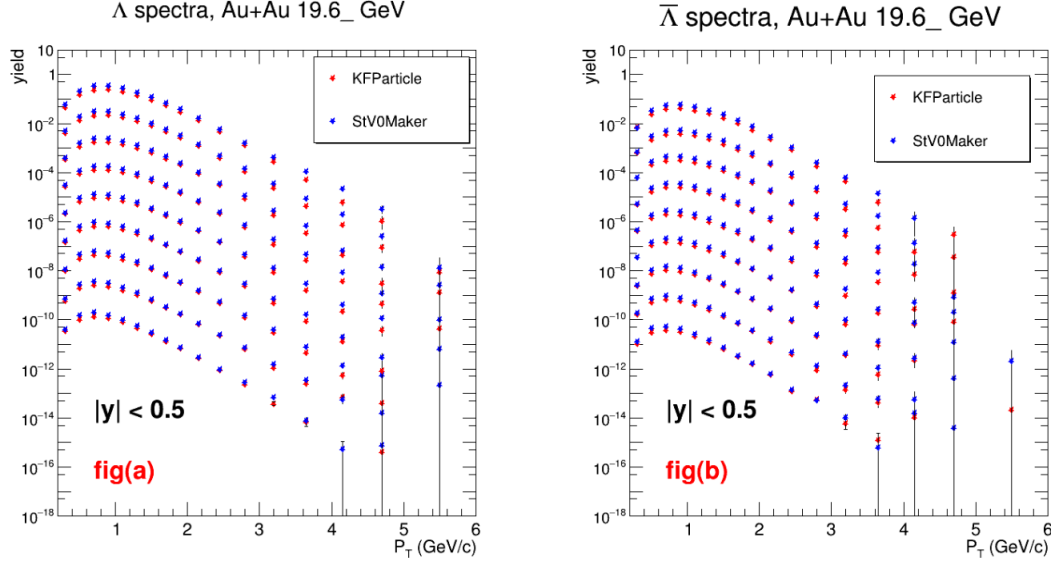 Λ spectra, Au+Au 19.6_ GeV
yield
10
1
10⁻²
10⁻⁴
10⁻⁶
10⁻⁸
10⁻¹⁰
10⁻¹²
10⁻¹⁴
10⁻¹⁶
10⁻¹⁸
KFParticle
StV0Maker
|y| < 0.5
fig(a)
1 2 3 4 5 6
P_T (GeV/c)
Λ̅ spectra, Au+Au 19.6_ GeV
yield
10
1
10⁻²
10⁻⁴
10⁻⁶
10⁻⁸
10⁻¹⁰
10⁻¹²
10⁻¹⁴
10⁻¹⁶
10⁻¹⁸
KFParticle
StV0Maker
|y| < 0.5
fig(b)
1 2 3 4 5 6
P_T (GeV/c)